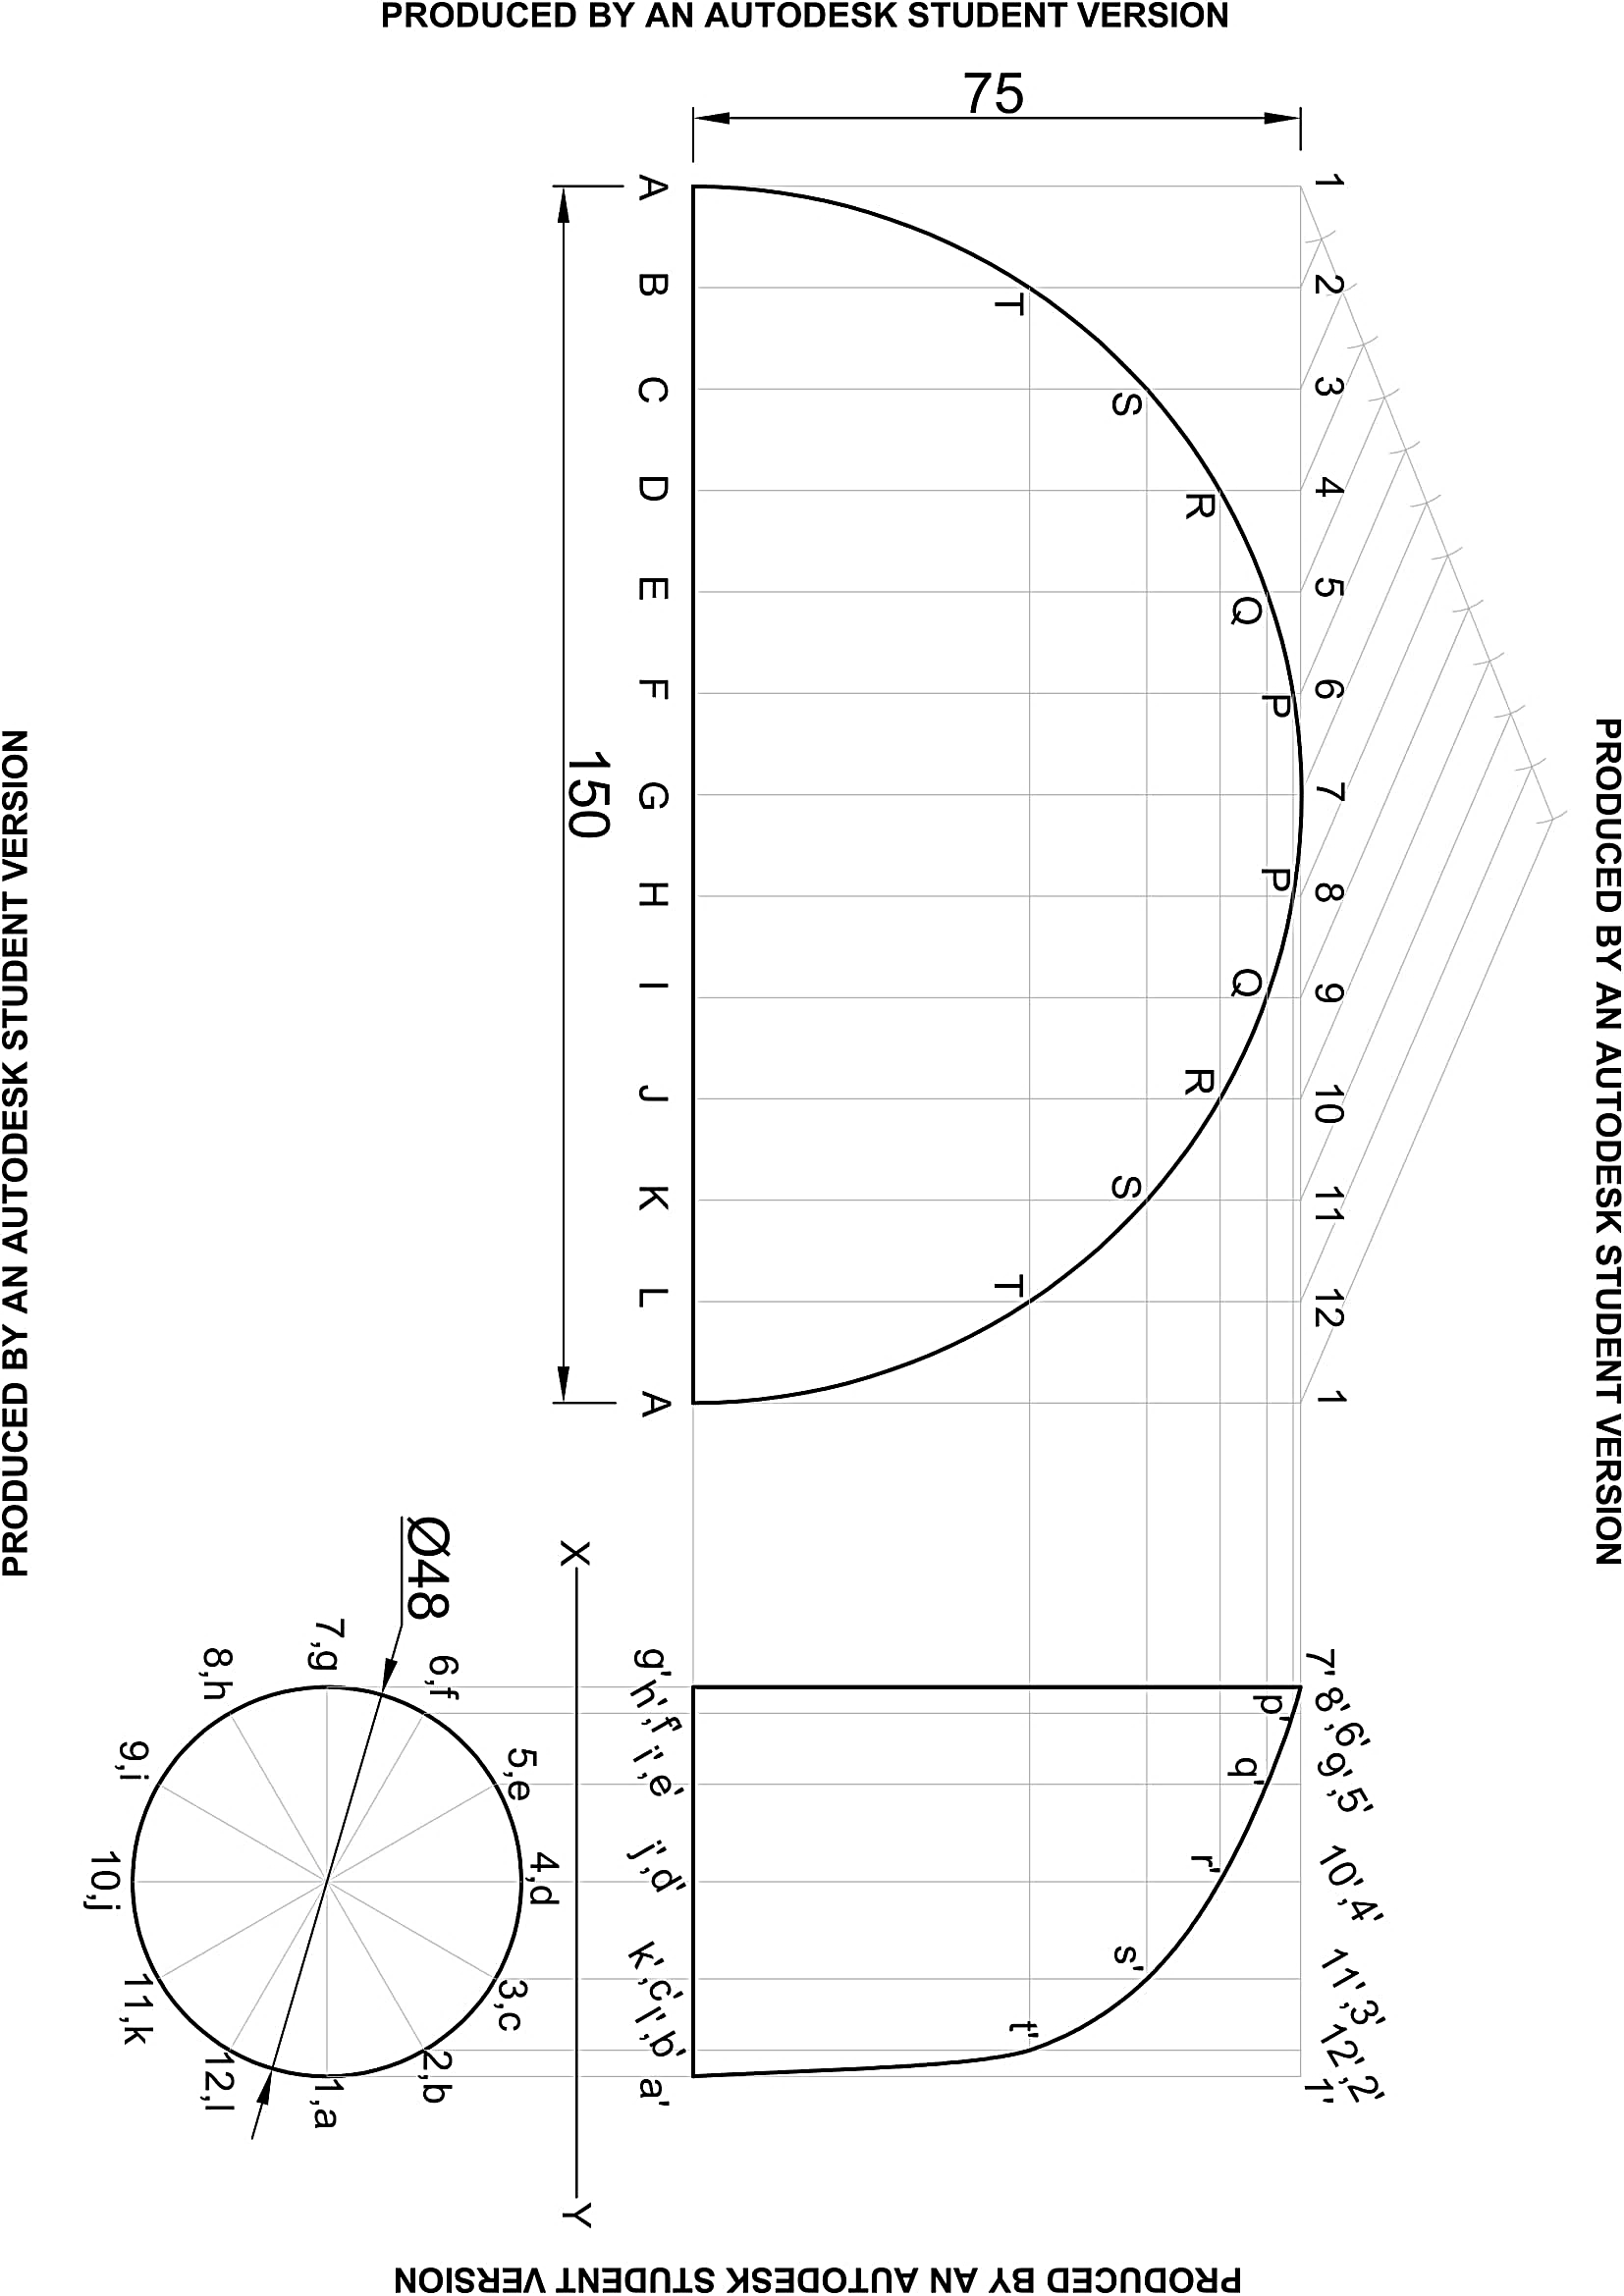 PRODUCED BY AN AUTODESK STUDENT VERSION
PRODUCED BY AN AUTODESK STUDENT VERSION
PRODUCED BY AN AUTODESK STUDENT VERSION
PRODUCED BY AN AUTODESK STUDENT VERSION
75
1 2 3 4 5 6 7 8 9 10 11 12 1
T S R Q P P Q R S T
A B C D E F G H I J K L A
150
7' 8',6' 9',5' 10',4' 11',3' 12',2' 1'
p' q' r' s' t'
g' h',f' i',e' j',d' k',c' l',b' a'
X Y
Ø48
7,g
6,f
5,e
4,d
3,c
2,b
1,a
12,l
11,k
10,j
9,i
8,h